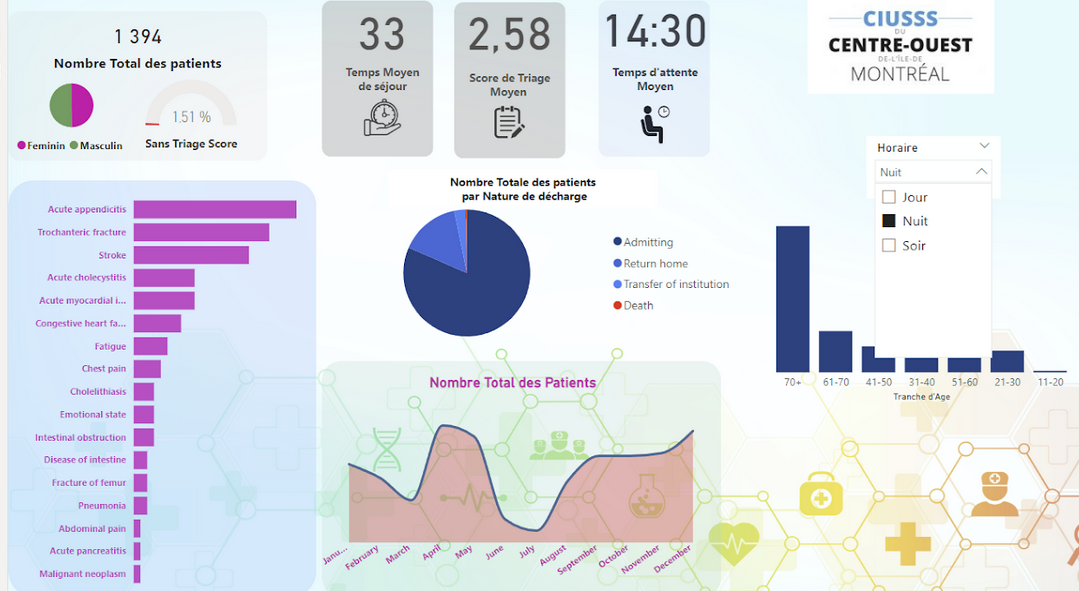 1 394
Nombre Total des patients
Feminin
Masculin
1.51 %
Sans Triage Score
33
Temps Moyen
de séjour
2,58
Score de Triage
Moyen
14:30
Temps d'attente
Moyen
CIUSSS
DU
CENTRE-OUEST
DE-L'ÎLE-DE
MONTRÉAL
Horaire
Nuit
Jour
Nuit
Soir
Acute appendicitis
Trochanteric fracture
Stroke
Acute cholecystitis
Acute myocardial i...
Congestive heart fa...
Fatigue
Chest pain
Cholelithiasis
Emotional state
Intestinal obstruction
Disease of intestine
Fracture of femur
Pneumonia
Abdominal pain
Acute pancreatitis
Malignant neoplasm
Nombre Totale des patients
par Nature de décharge
Admitting
Return home
Transfer of institution
Death
70+ 61-70 41-50 31-40 51-60 21-30 11-20
Tranche d'Age
Nombre Total des Patients
Janu... February March April May June July August September October November December